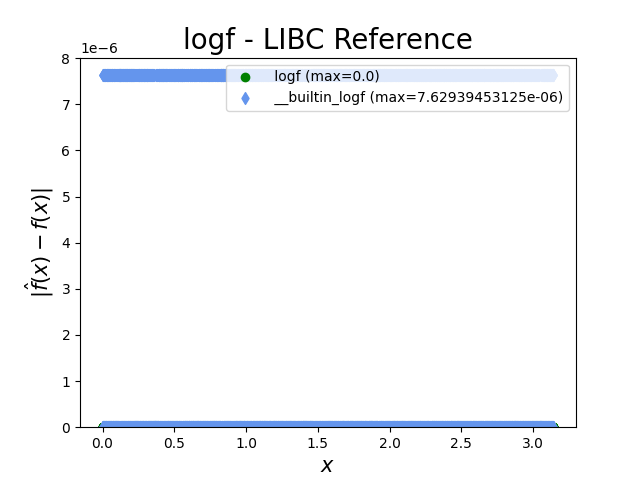 logf - LIBC Reference
1e−6
8
7
6
5
4
3
2
1
0
|f̂(x) − f(x)|
logf (max=0.0)
__builtin_logf (max=7.62939453125e-06)
0.0 0.5 1.0 1.5 2.0 2.5 3.0
x